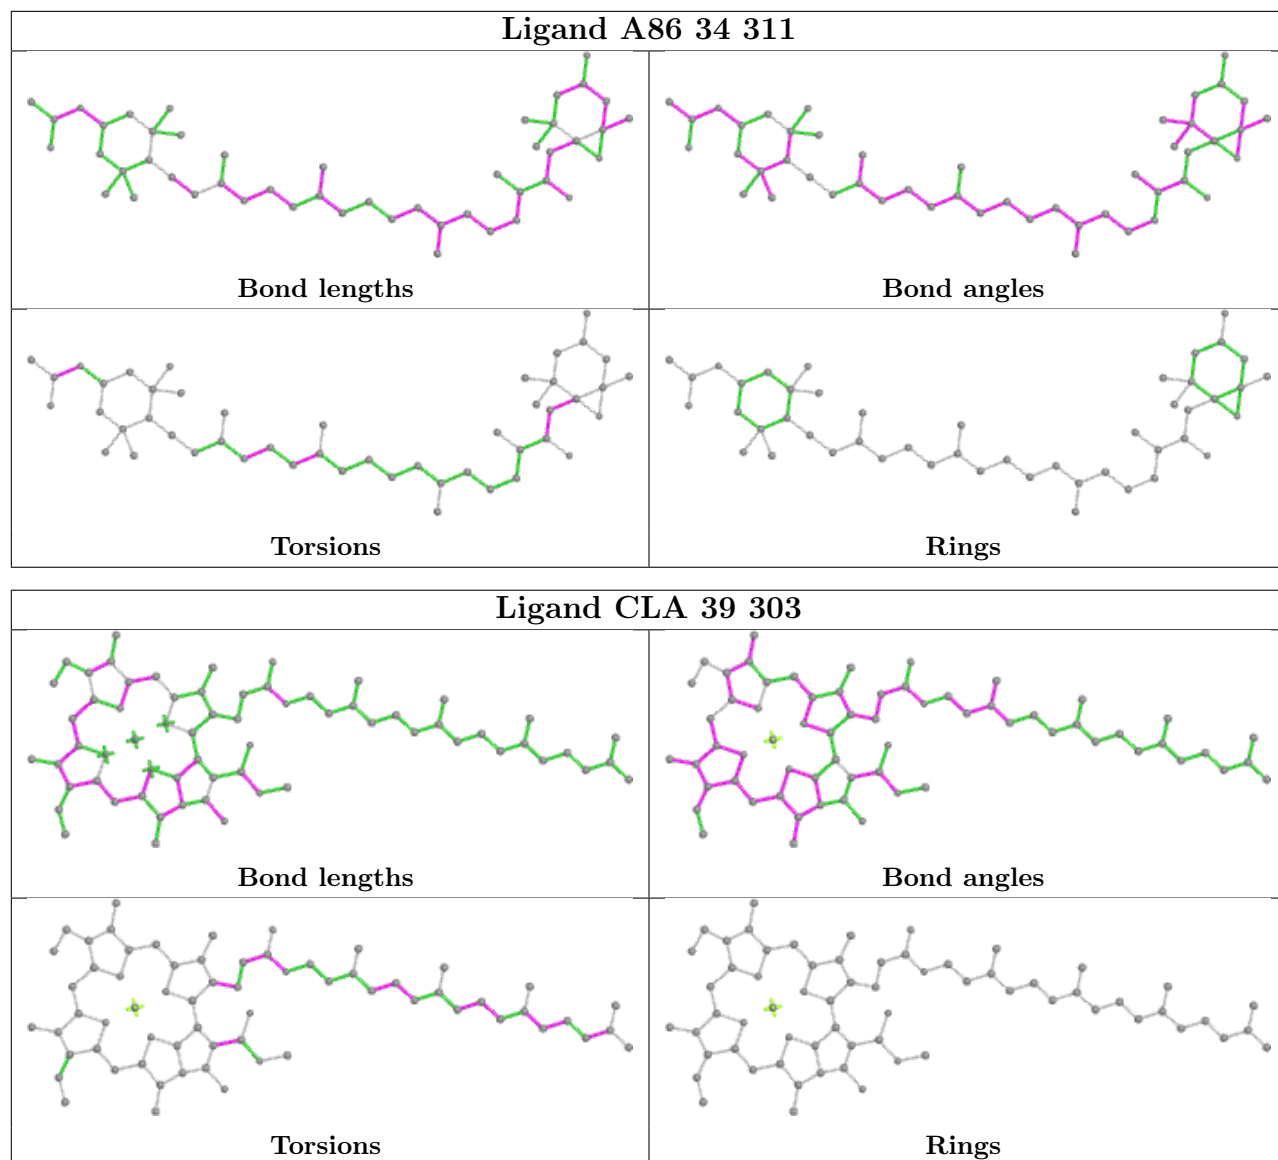 Ligand A86 34 311
Bond lengths
Bond angles
Torsions
Rings
Ligand CLA 39 303
Bond lengths
Bond angles
Torsions
Rings